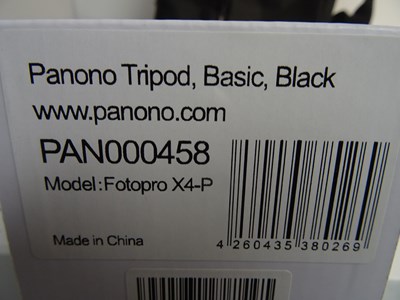 Panono Tripod, Basic, Black
www.panono.com
PAN000458
Model:Fotopro X4-P
Made in China
4 260435 380269